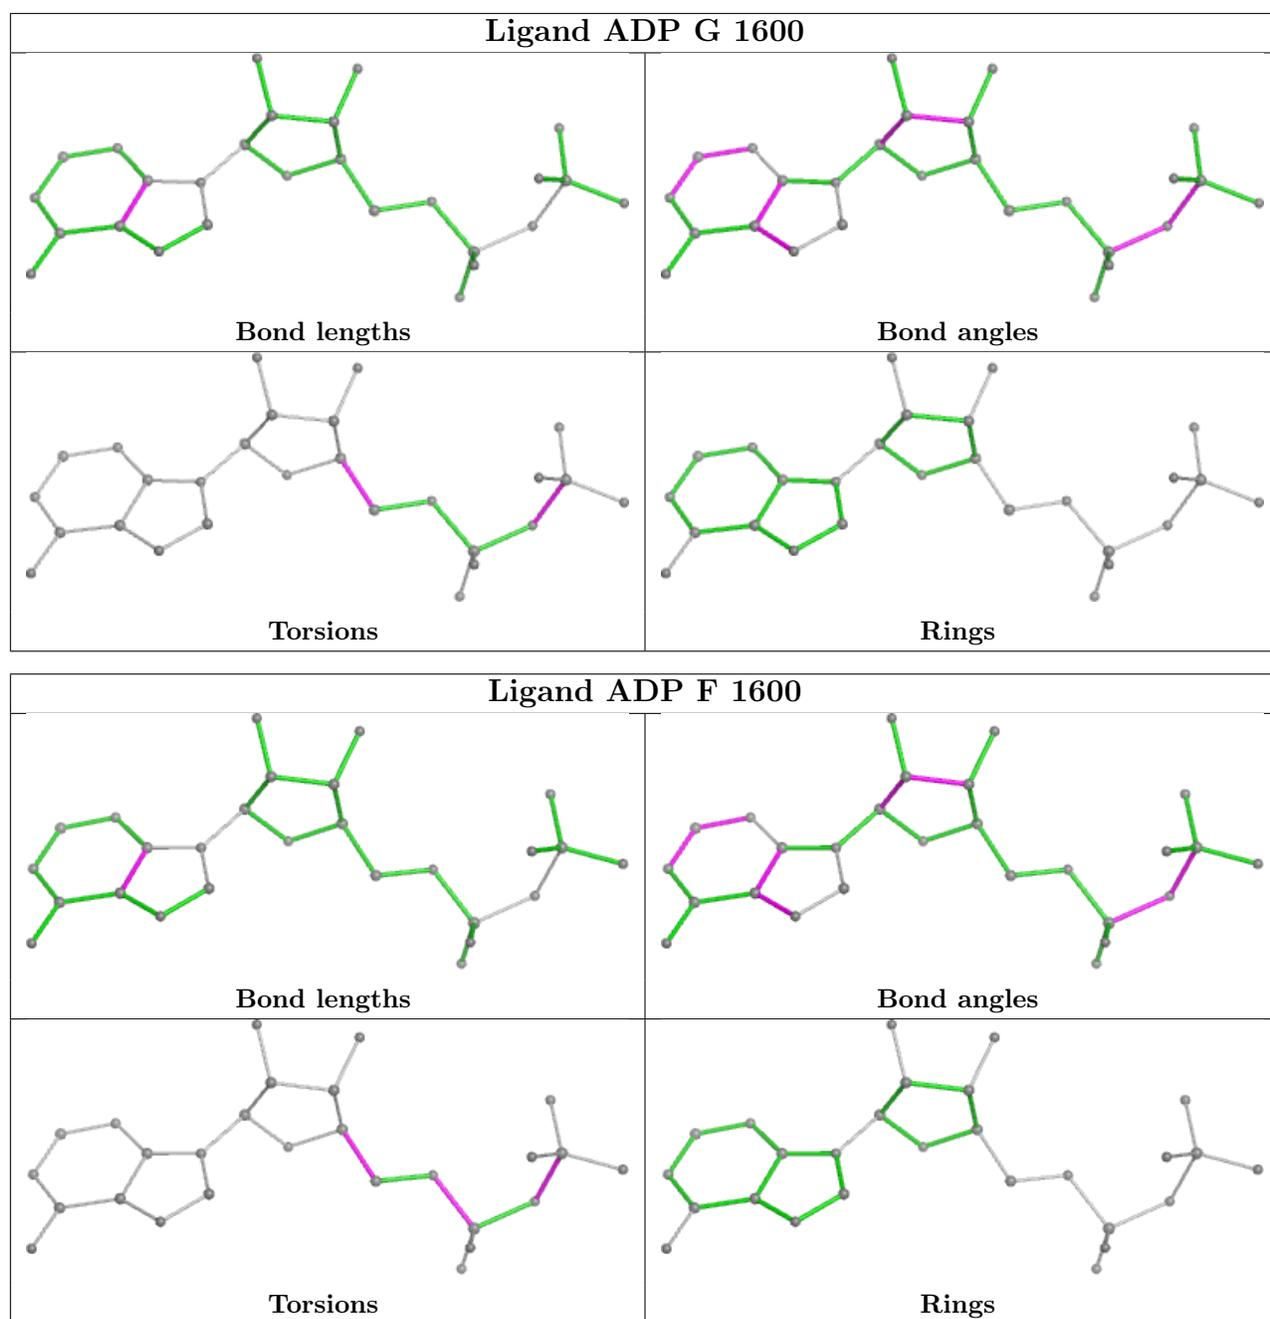 Ligand ADP G 1600
Bond lengths
Bond angles
Torsions
Rings
Ligand ADP F 1600
Bond lengths
Bond angles
Torsions
Rings